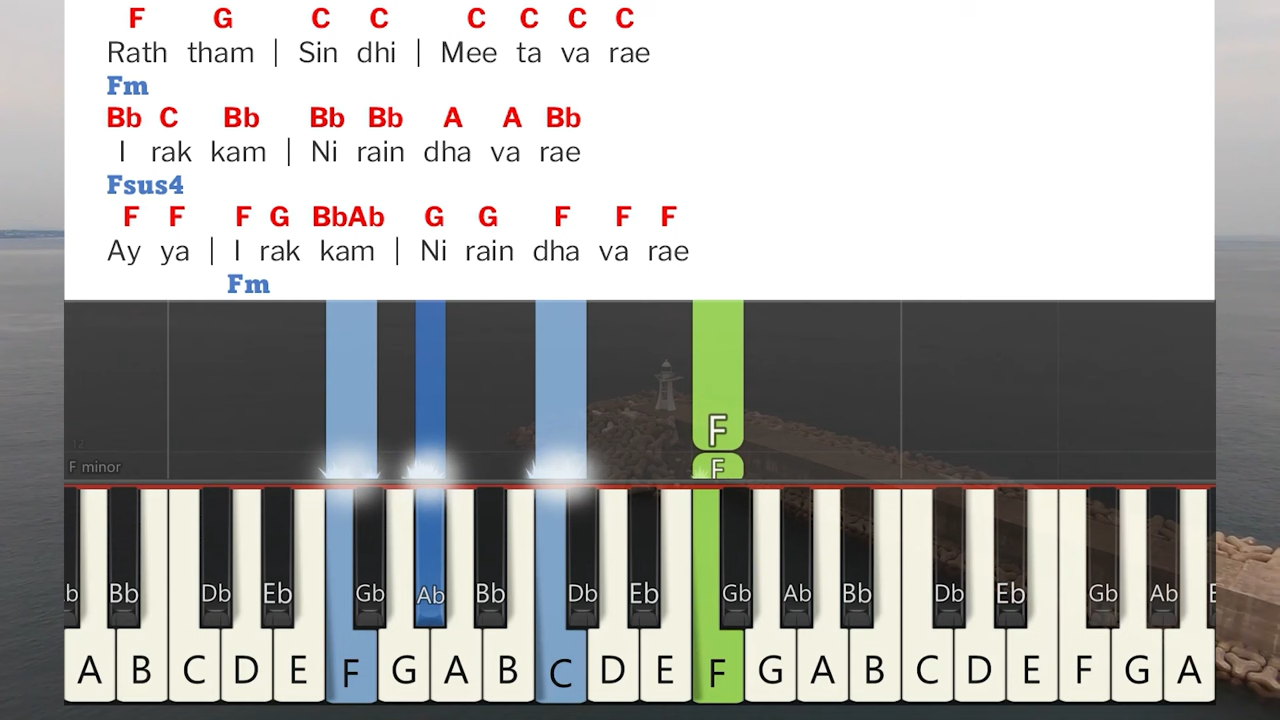 F G C C C C C C
Rath tham | Sin dhi | Mee ta va rae
Fm
Bb C Bb Bb Bb A A Bb
I rak kam | Ni rain dha va rae
Fsus4
F F F G BbAb G G F F F
Ay ya | I rak kam | Ni rain dha va rae
Fm
F
12
F minor
F
b Bb Db Eb Gb Ab Bb Db Eb Gb Ab Bb Db Eb Gb Ab E
A B C D E F G A B C D E F G A B C D E F G A